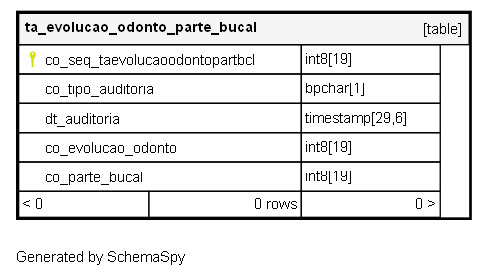 ta_evolucao_odonto_parte_bucal [table]
co_seq_taevolucaoodontopartbcl int8[19]
co_tipo_auditoria bpchar[1]
dt_auditoria timestamp[29,6]
co_evolucao_odonto int8[19]
co_parte_bucal int8[19]
< 0 0 rows 0 >
Generated by SchemaSpy